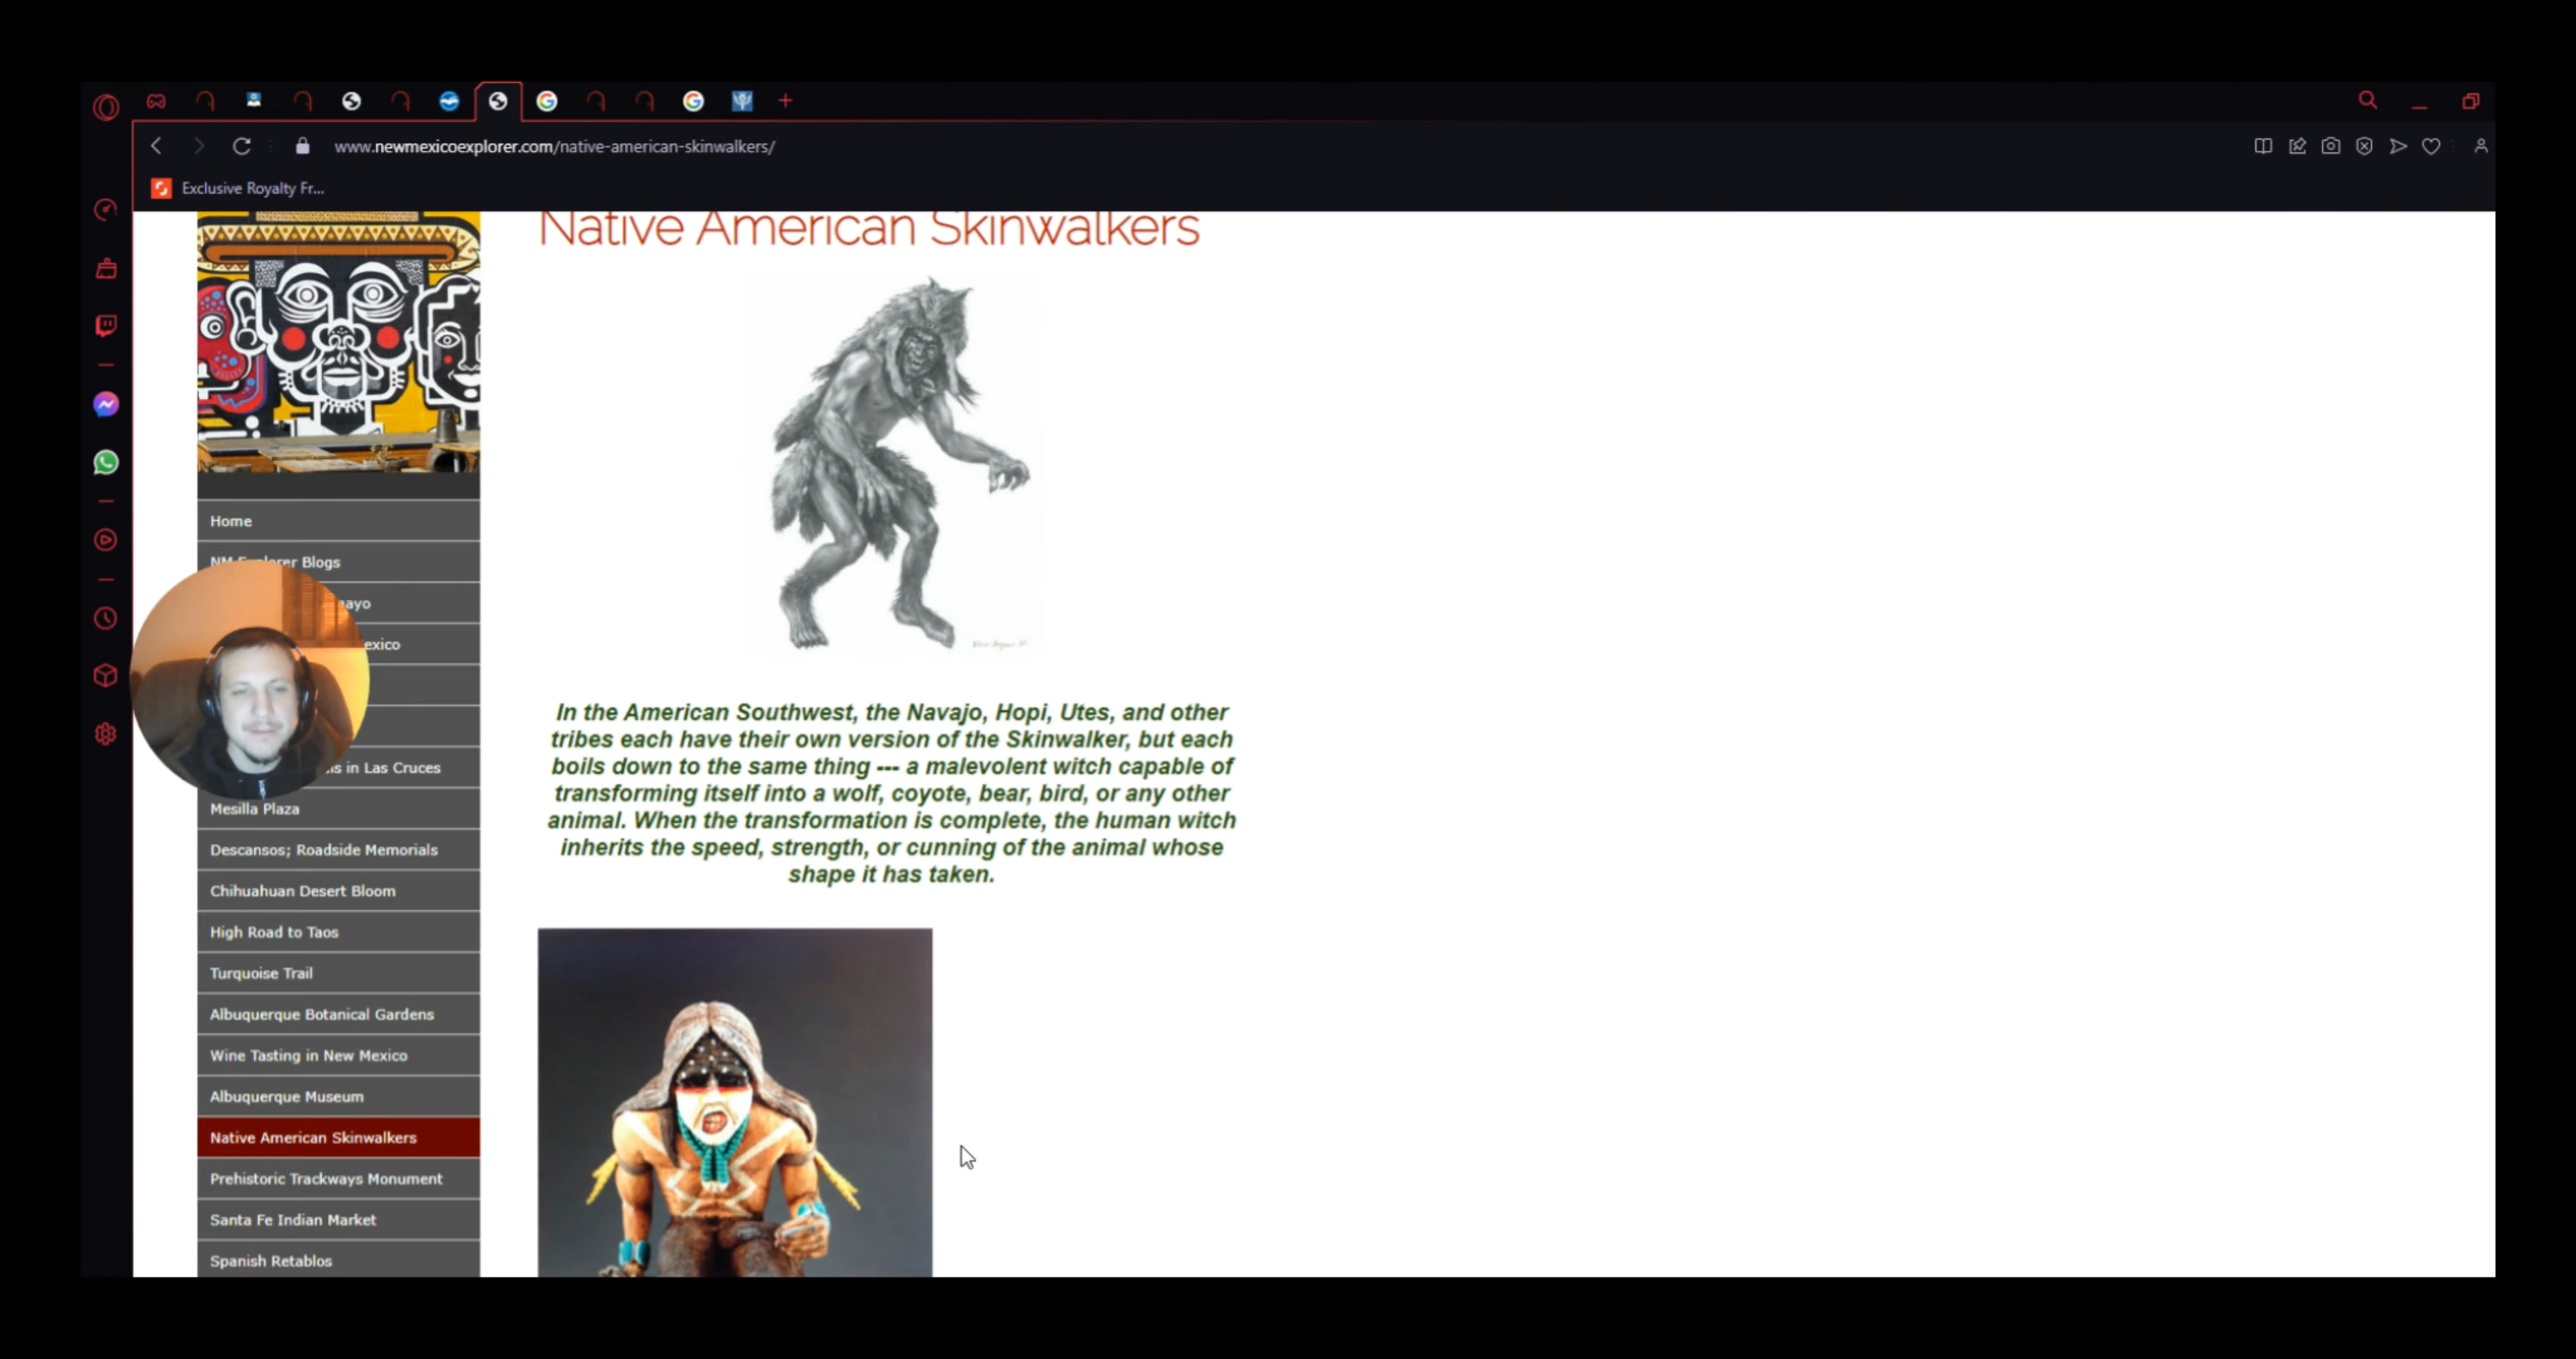 www.newmexicoexplorer.com/native-american-skinwalkers/
Exclusive Royalty Fr...
Native American Skinwalkers
Home
NM Explorer Blogs
mayo
exico
is in Las Cruces
Mesilla Plaza
Descansos; Roadside Memorials
Chihuahuan Desert Bloom
High Road to Taos
Turquoise Trail
Albuquerque Botanical Gardens
Wine Tasting in New Mexico
Albuquerque Museum
Native American Skinwalkers
Prehistoric Trackways Monument
Santa Fe Indian Market
Spanish Retablos
In the American Southwest, the Navajo, Hopi, Utes, and other
tribes each have their own version of the Skinwalker, but each
boils down to the same thing --- a malevolent witch capable of
transforming itself into a wolf, coyote, bear, bird, or any other
animal. When the transformation is complete, the human witch
inherits the speed, strength, or cunning of the animal whose
shape it has taken.